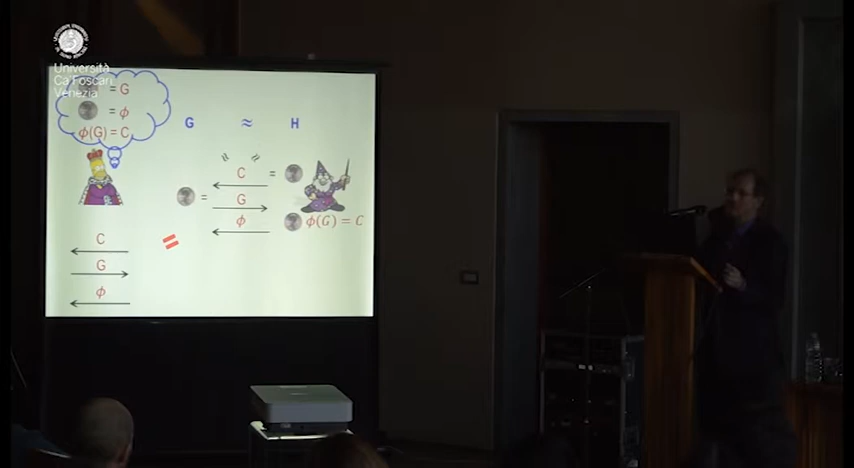 Università
Ca'Foscari
Venezia
= G
= ϕ
ϕ(G) = C
G ≈ H
= =
C =
= G
ϕ
ϕ(G) = C
C
=
G
ϕ